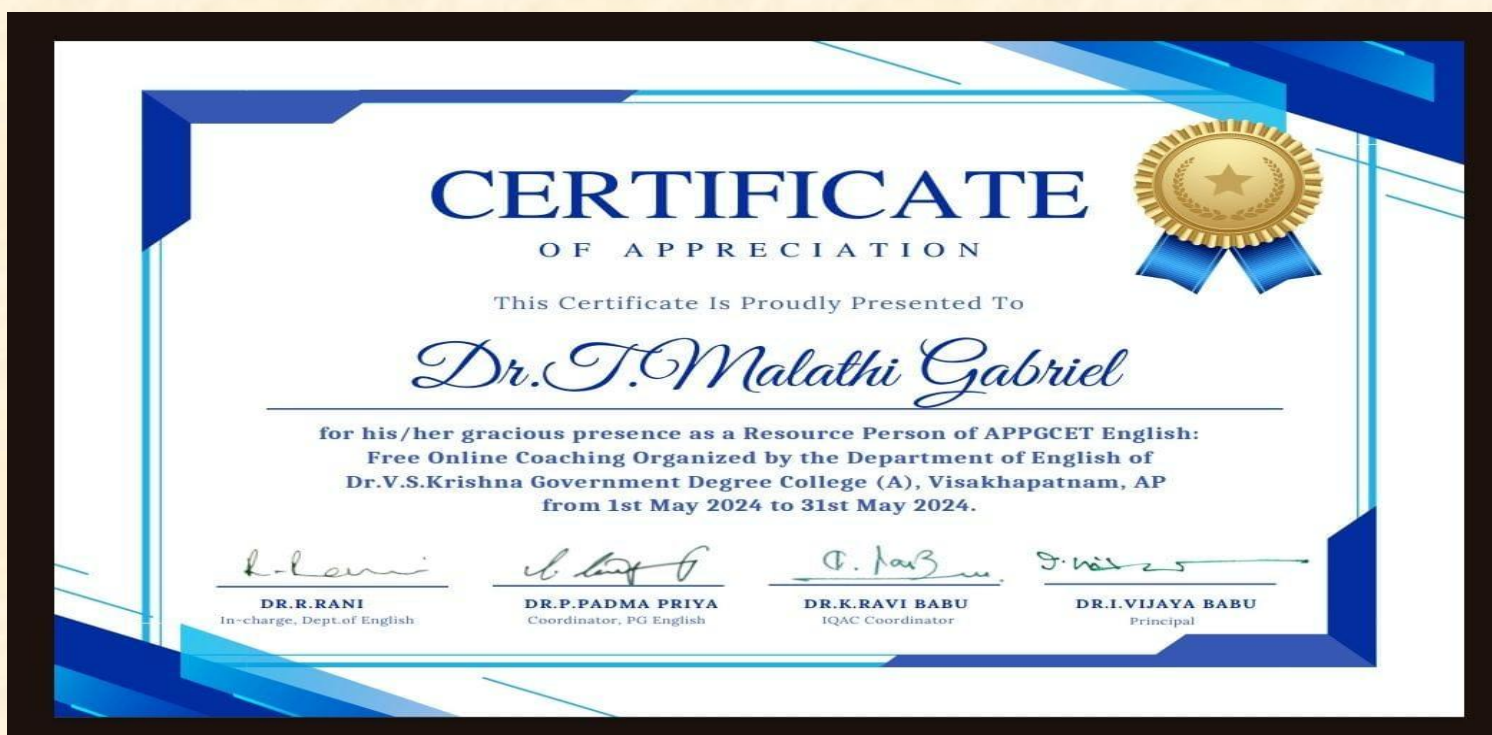 CERTIFICATE
OF APPRECIATION
This Certificate Is Proudly Presented To
Dr.T.Malathi Gabriel
for his/her gracious presence as a Resource Person of APPGCET English:
Free Online Coaching Organized by the Department of English of
Dr.V.S.Krishna Government Degree College (A), Visakhapatnam, AP
from 1st May 2024 to 31st May 2024.
R-Rani
DR.R.RANI
In-charge, Dept.of English
DR.P.PADMA PRIYA
Coordinator, PG English
DR.K.RAVI BABU
IQAC Coordinator
DR.I.VIJAYA BABU
Principal